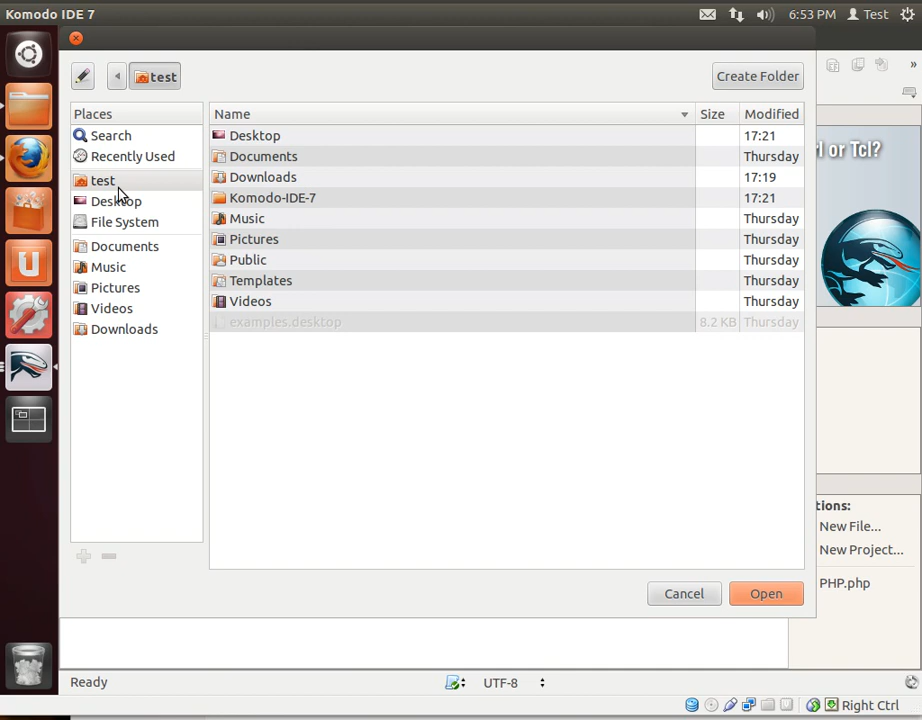 Komodo IDE 7
6:53 PM
Test
test
Create Folder
Places
Search
Recently Used
test
Desktop
File System
Documents
Music
Pictures
Videos
Downloads
Name Size Modified
Desktop 17:21
Documents Thursday
Downloads 17:19
Komodo-IDE-7 17:21
Music Thursday
Pictures Thursday
Public Thursday
Templates Thursday
Videos Thursday
examples.desktop 8.2 KB Thursday
Cancel
Open
or Tcl?
tions:
New File...
New Project...
PHP.php
Ready
UTF-8
Right Ctrl